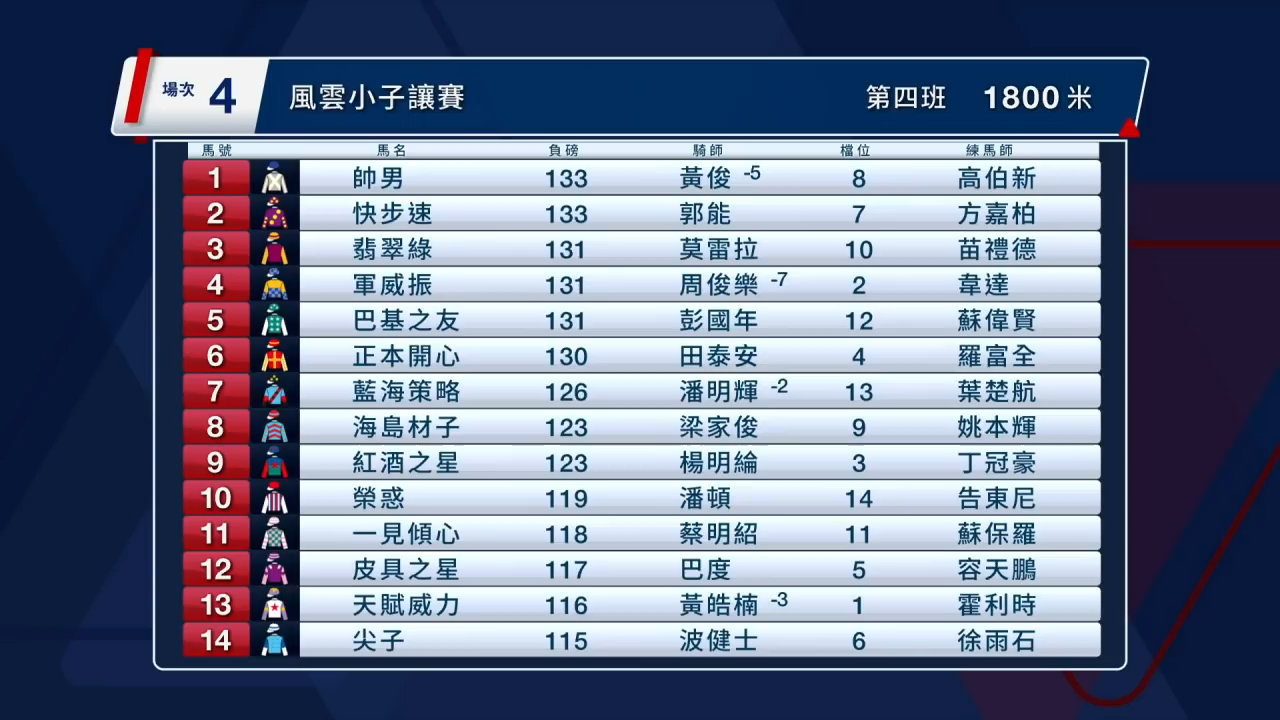 場次 4 風雲小子讓賽 第四班 1800 米
馬號 馬名 負磅 騎師 檔位 練馬師
1 帥男 133 黃俊 -5 8 高伯新
2 快步速 133 郭能 7 方嘉柏
3 翡翠綠 131 莫雷拉 10 苗禮德
4 軍威振 131 周俊樂 -7 2 韋達
5 巴基之友 131 彭國年 12 蘇偉賢
6 正本開心 130 田泰安 4 羅富全
7 藍海策略 126 潘明輝 -2 13 葉楚航
8 海島材子 123 梁家俊 9 姚本輝
9 紅酒之星 123 楊明綸 3 丁冠豪
10 榮惑 119 潘頓 14 告東尼
11 一見傾心 118 蔡明紹 11 蘇保羅
12 皮具之星 117 巴度 5 容天鵬
13 天賦威力 116 黃皓楠 -3 1 霍利時
14 尖子 115 波健士 6 徐雨石